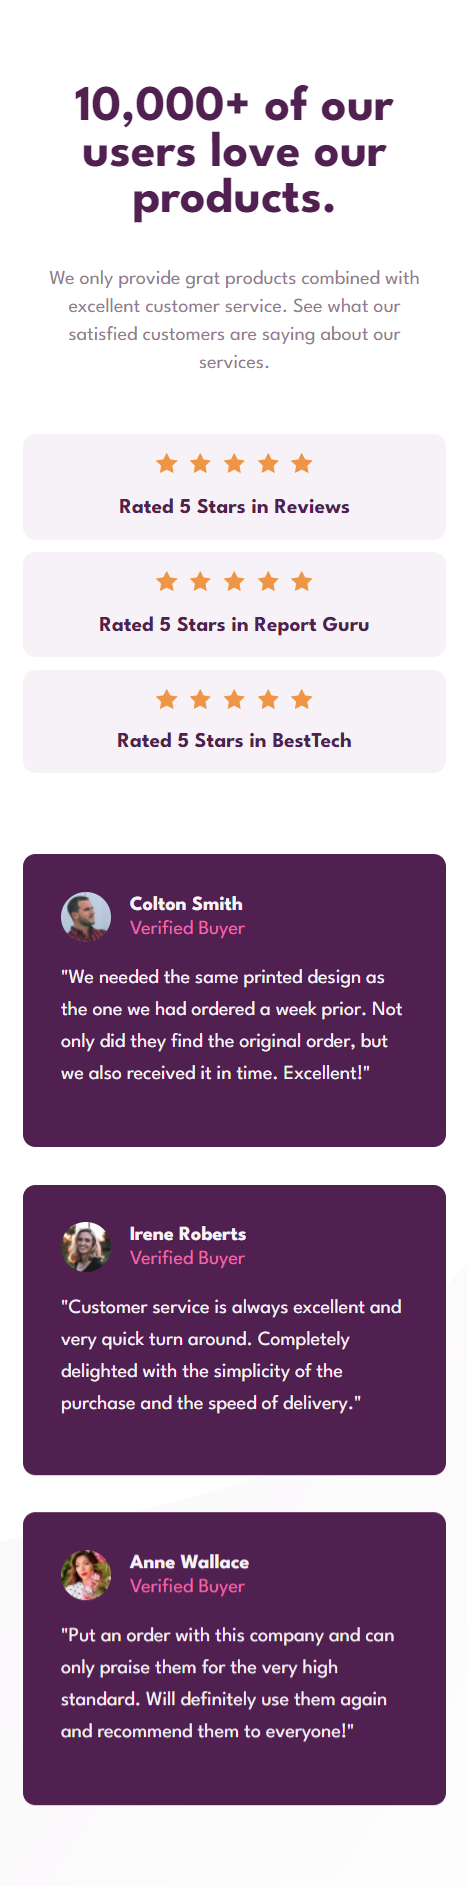 10,000+ of our
users love our
products.
We only provide grat products combined with
excellent customer service. See what our
satisfied customers are saying about our
services.
Rated 5 Stars in Reviews
Rated 5 Stars in Report Guru
Rated 5 Stars in BestTech
Colton Smith
Verified Buyer
"We needed the same printed design as
the one we had ordered a week prior. Not
only did they find the original order, but
we also received it in time. Excellent!"
Irene Roberts
Verified Buyer
"Customer service is always excellent and
very quick turn around. Completely
delighted with the simplicity of the
purchase and the speed of delivery."
Anne Wallace
Verified Buyer
"Put an order with this company and can
only praise them for the very high
standard. Will definitely use them again
and recommend them to everyone!"